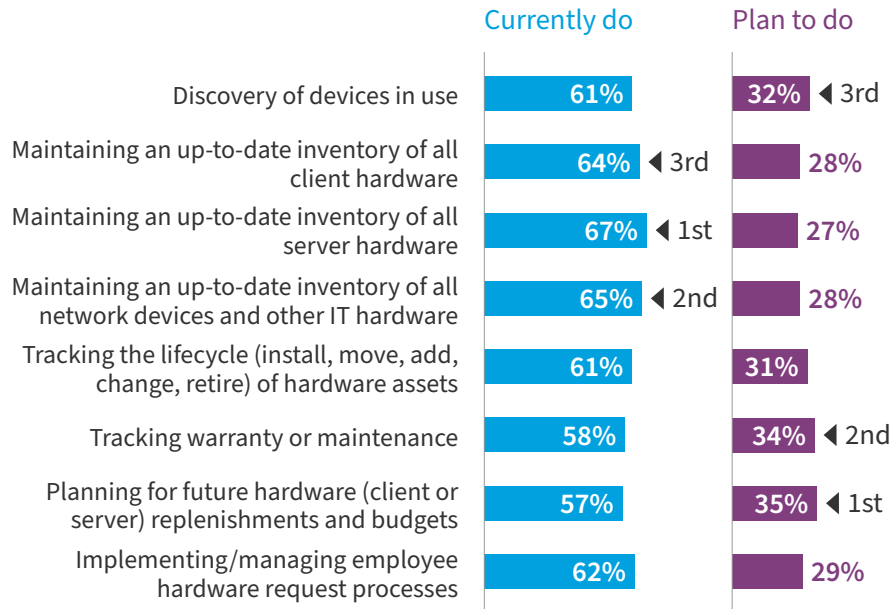 Currently do Plan to do
Discovery of devices in use 61% 32% 3rd
Maintaining an up-to-date inventory of all
client hardware 64% 3rd 28%
Maintaining an up-to-date inventory of all
server hardware 67% 1st 27%
Maintaining an up-to-date inventory of all
network devices and other IT hardware 65% 2nd 28%
Tracking the lifecycle (install, move, add,
change, retire) of hardware assets 61% 31%
Tracking warranty or maintenance 58% 34% 2nd
Planning for future hardware (client or
server) replenishments and budgets 57% 35% 1st
Implementing/managing employee
hardware request processes 62% 29%